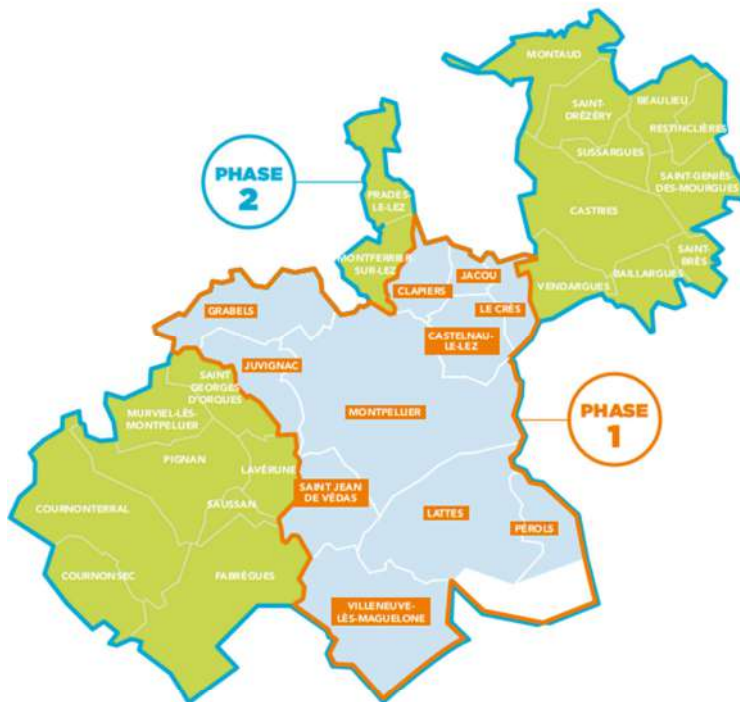 MONTAUD
SAINT-
DRÉZÉRY
BEAULIEU
RESTINCLIÈRES
SUSSARGUES
SAINT-GENIÈS-
DES-MOURGUES
CASTRIES
SAINT-
BRÈS
BAILLARGUES
VENDARGUES
PHASE
2
PRADES-
LE-LEZ
MONTFERRIER-
SUR-LEZ
JACOU
CLAPIERS
LE CRÈS
CASTELNAU-
LE-LEZ
GRABELS
JUVIGNAC
MONTPELLIER
PHASE
1
SAINT
GEORGES
D'ORQUES
MURVIEL-LÈS-
MONTPELLIER
PIGNAN
LAVÉRUNE
SAUSSAN
COURNONTERRAL
COURNONSEC
FABRÈGUES
SAINT JEAN
DE VÉDAS
LATTES
PÉROLS
VILLENEUVE-
LÈS-MAGUELONE